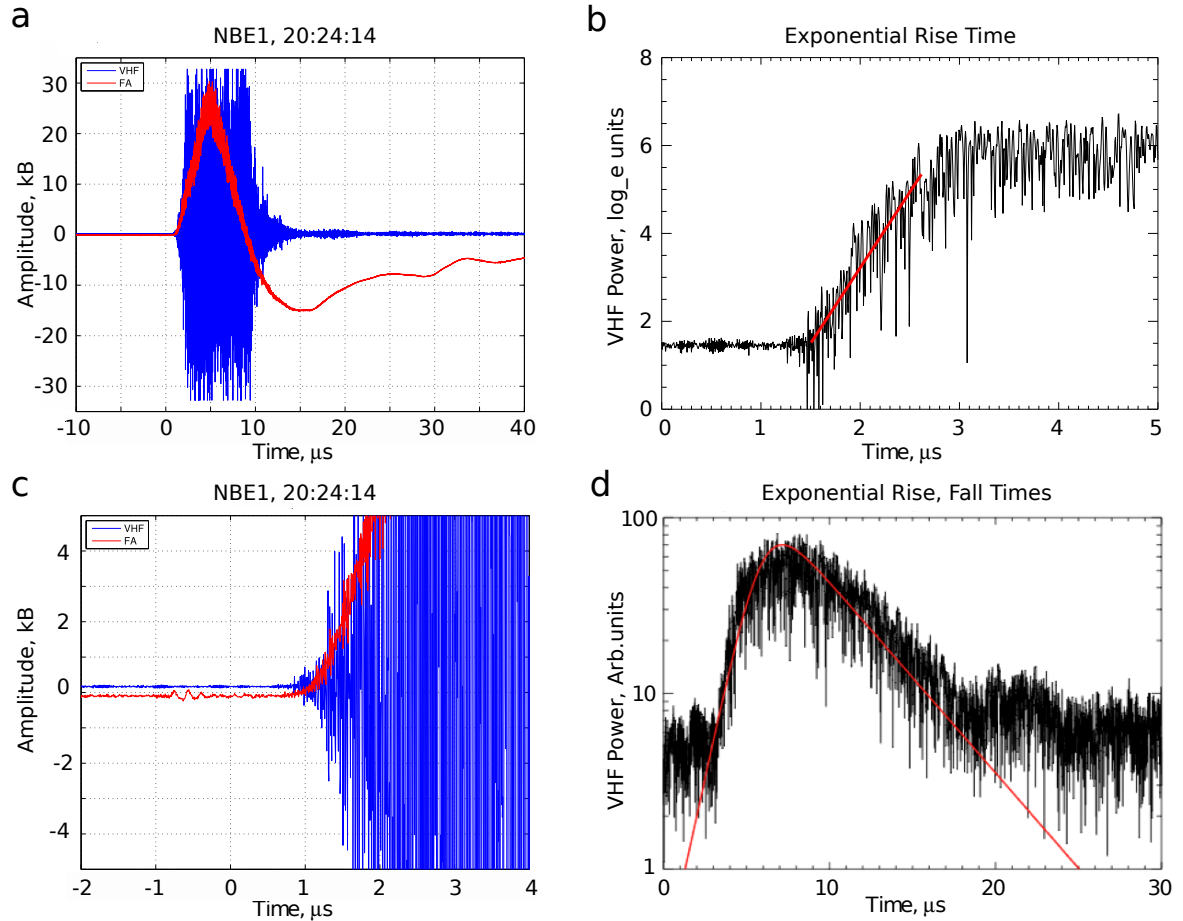 a
NBE1, 20:24:14
VHF
FA
Amplitude, kB
30
20
10
0
-10
-20
-30
-10
0
10
20
30
40
Time, μs
b
Exponential Rise Time
VHF Power, log_e units
8
6
4
2
0
0
1
2
3
4
5
Time, μs
c
NBE1, 20:24:14
VHF
FA
Amplitude, kB
4
2
0
-2
-4
-2
-1
0
1
2
3
4
Time, μs
d
Exponential Rise, Fall Times
VHF Power, Arb.units
100
10
1
0
10
20
30
Time, μs